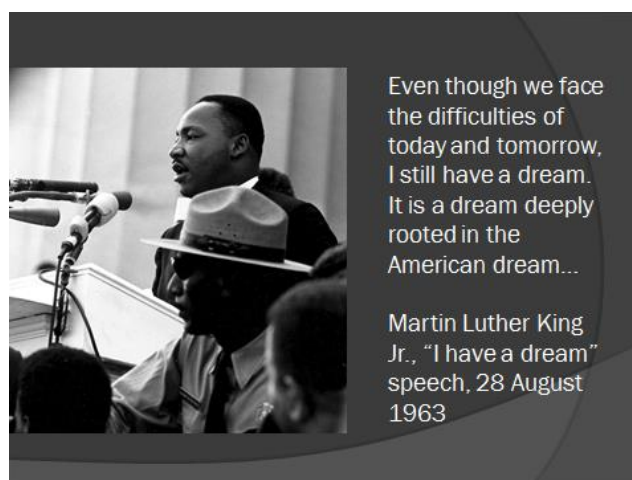 Even though we face
the difficulties of
today and tomorrow,
I still have a dream.
It is a dream deeply
rooted in the
American dream...
Martin Luther King
Jr., “I have a dream”
speech, 28 August
1963